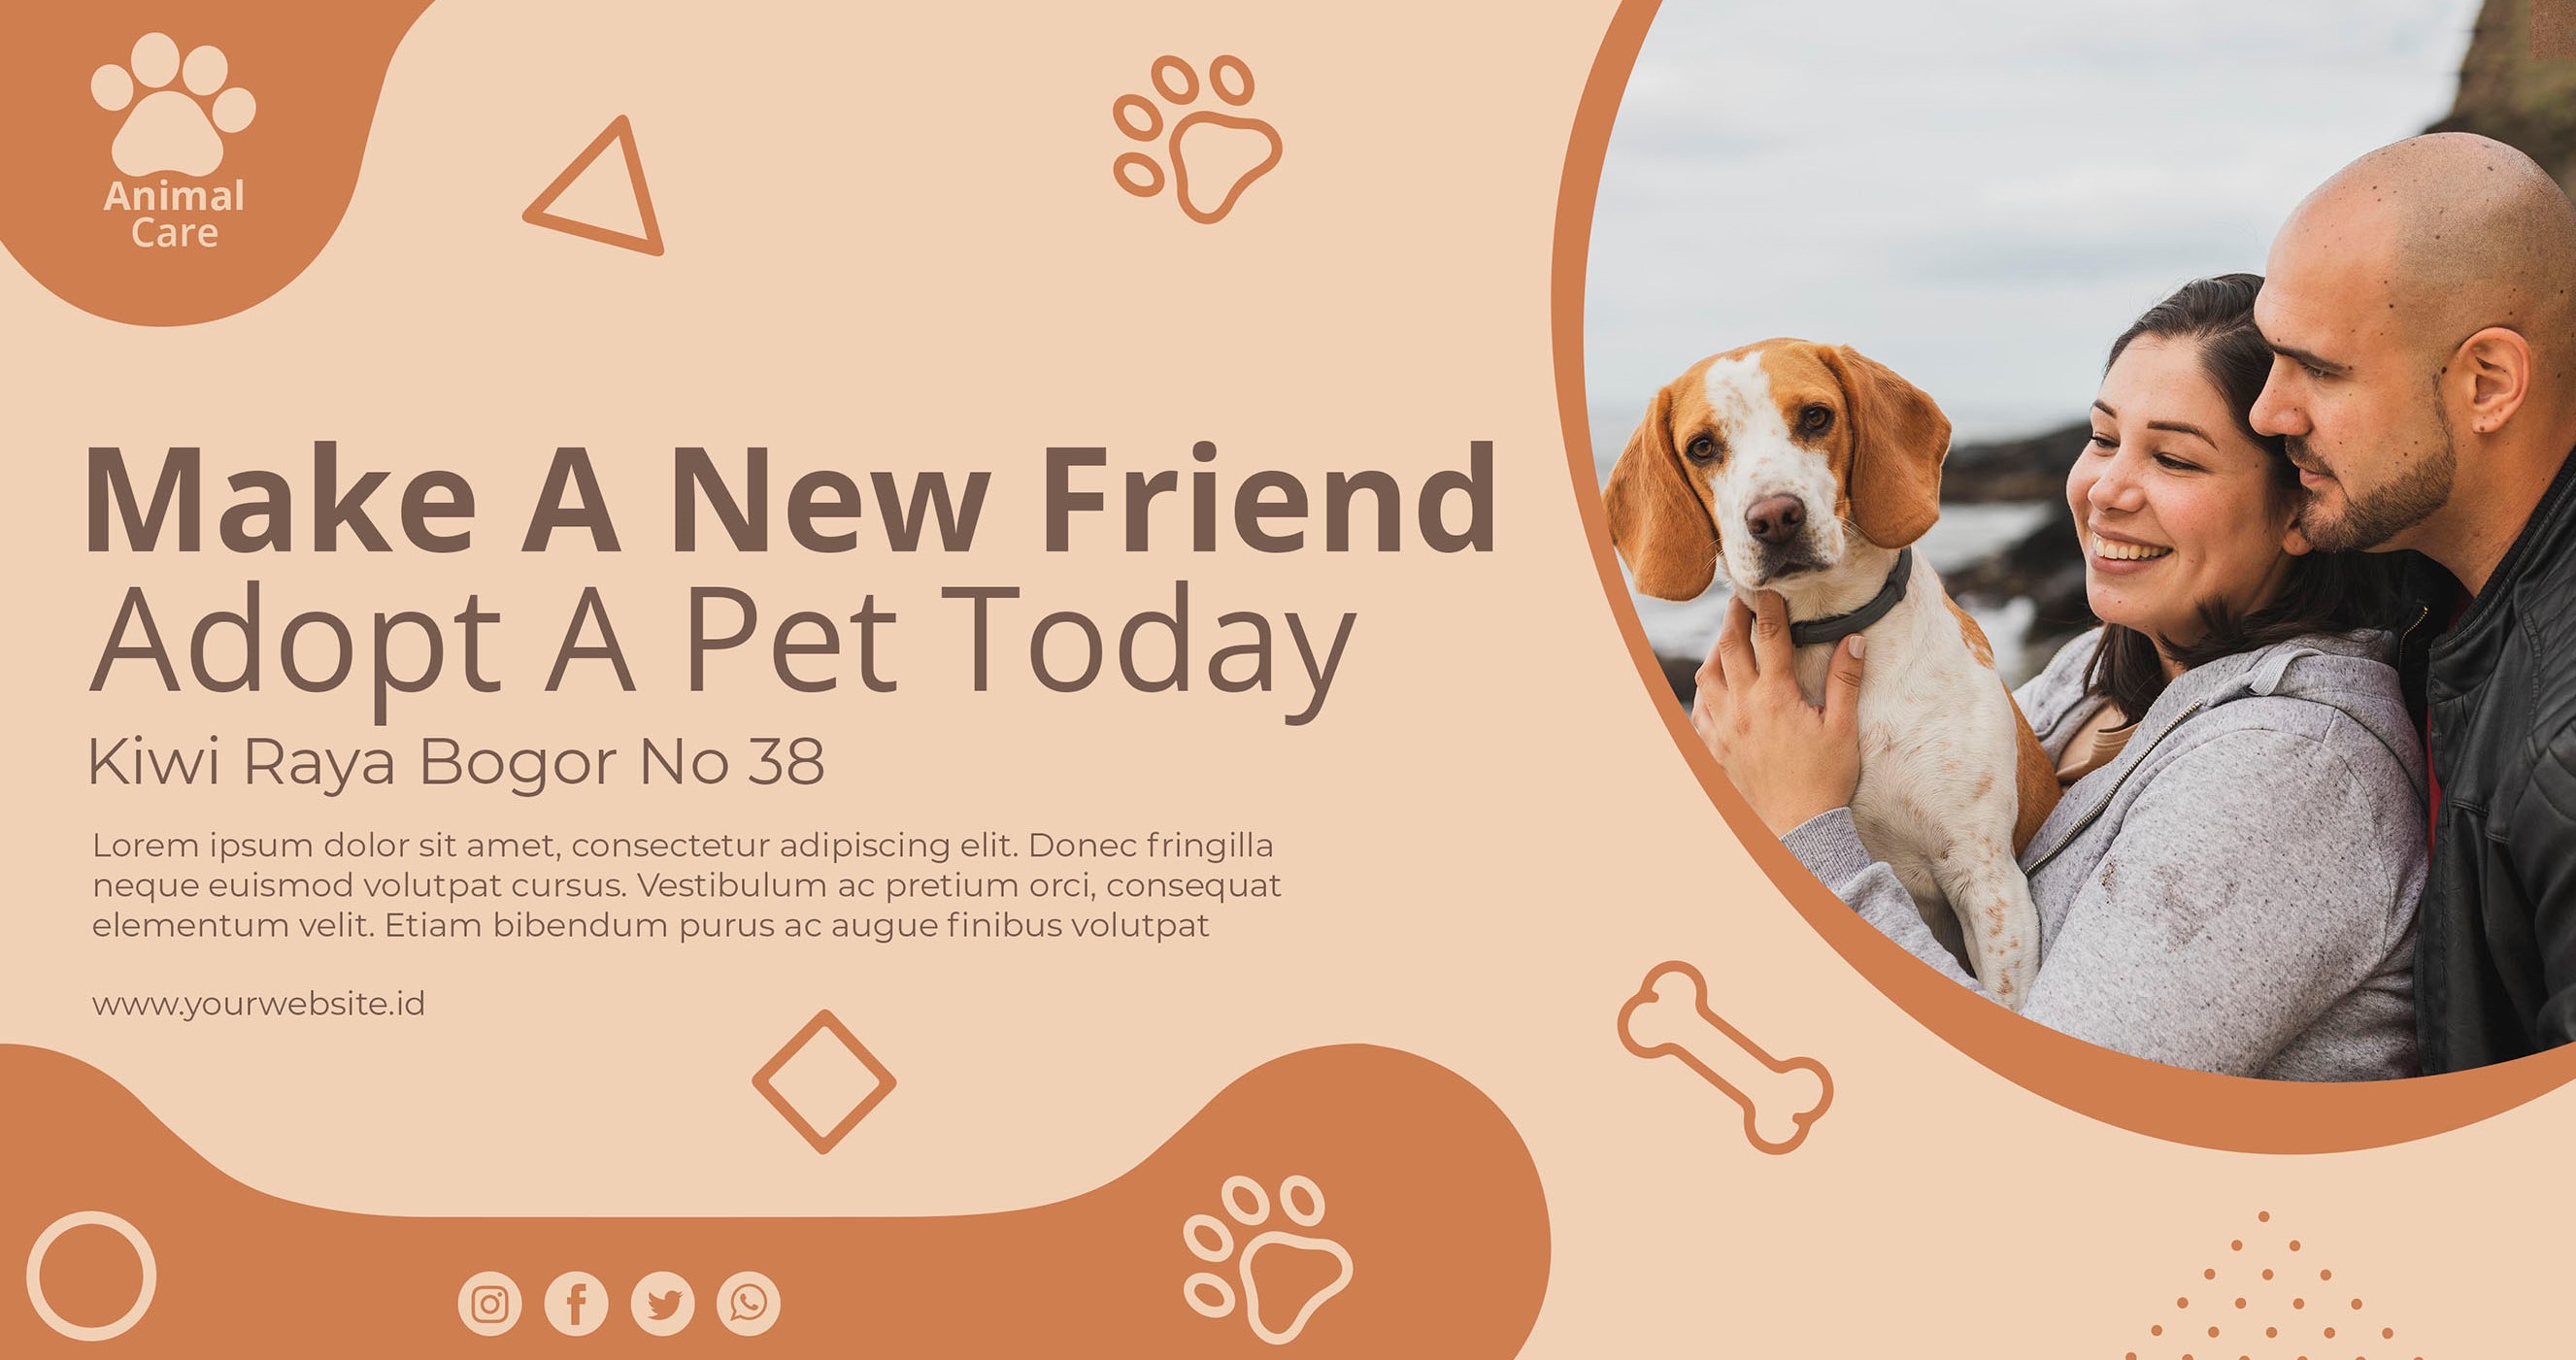 Animal
Care
Make A New Friend
Adopt A Pet Today
Kiwi Raya Bogor No 38
Lorem ipsum dolor sit amet, consectetur adipiscing elit. Donec fringilla
neque euismod volutpat cursus. Vestibulum ac pretium orci, consequat
elementum velit. Etiam bibendum purus ac augue finibus volutpat
www.yourwebsite.id